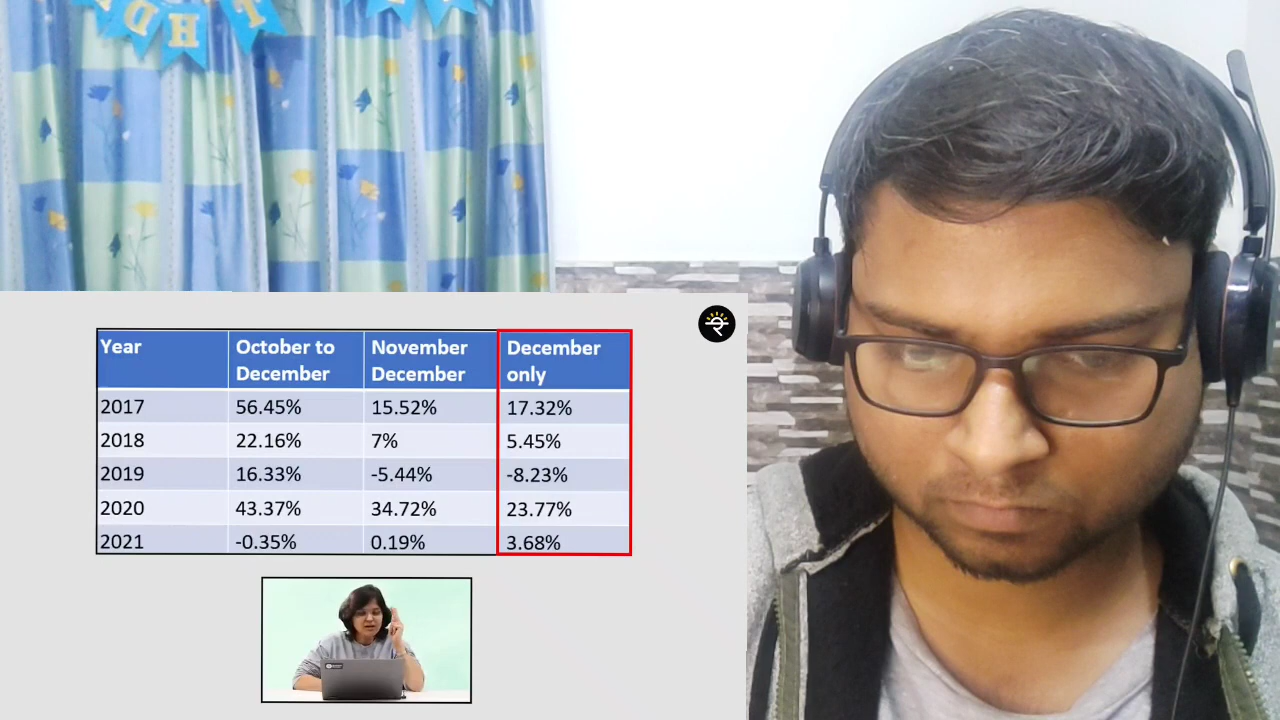 T H D
Year October to December November December December only
2017 56.45% 15.52% 17.32%
2018 22.16% 7% 5.45%
2019 16.33% -5.44% -8.23%
2020 43.37% 34.72% 23.77%
2021 -0.35% 0.19% 3.68%